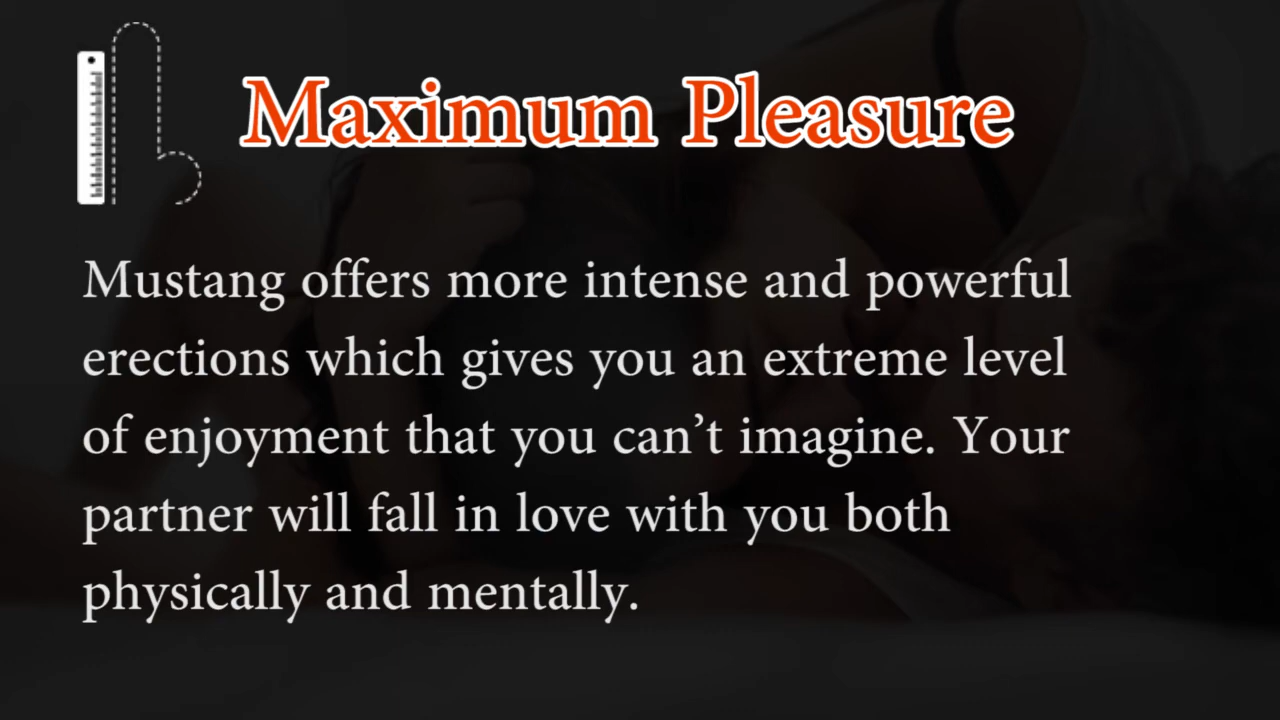 Maximum Pleasure
Mustang offers more intense and powerful
erections which gives you an extreme level
of enjoyment that you can’t imagine. Your
partner will fall in love with you both
physically and mentally.